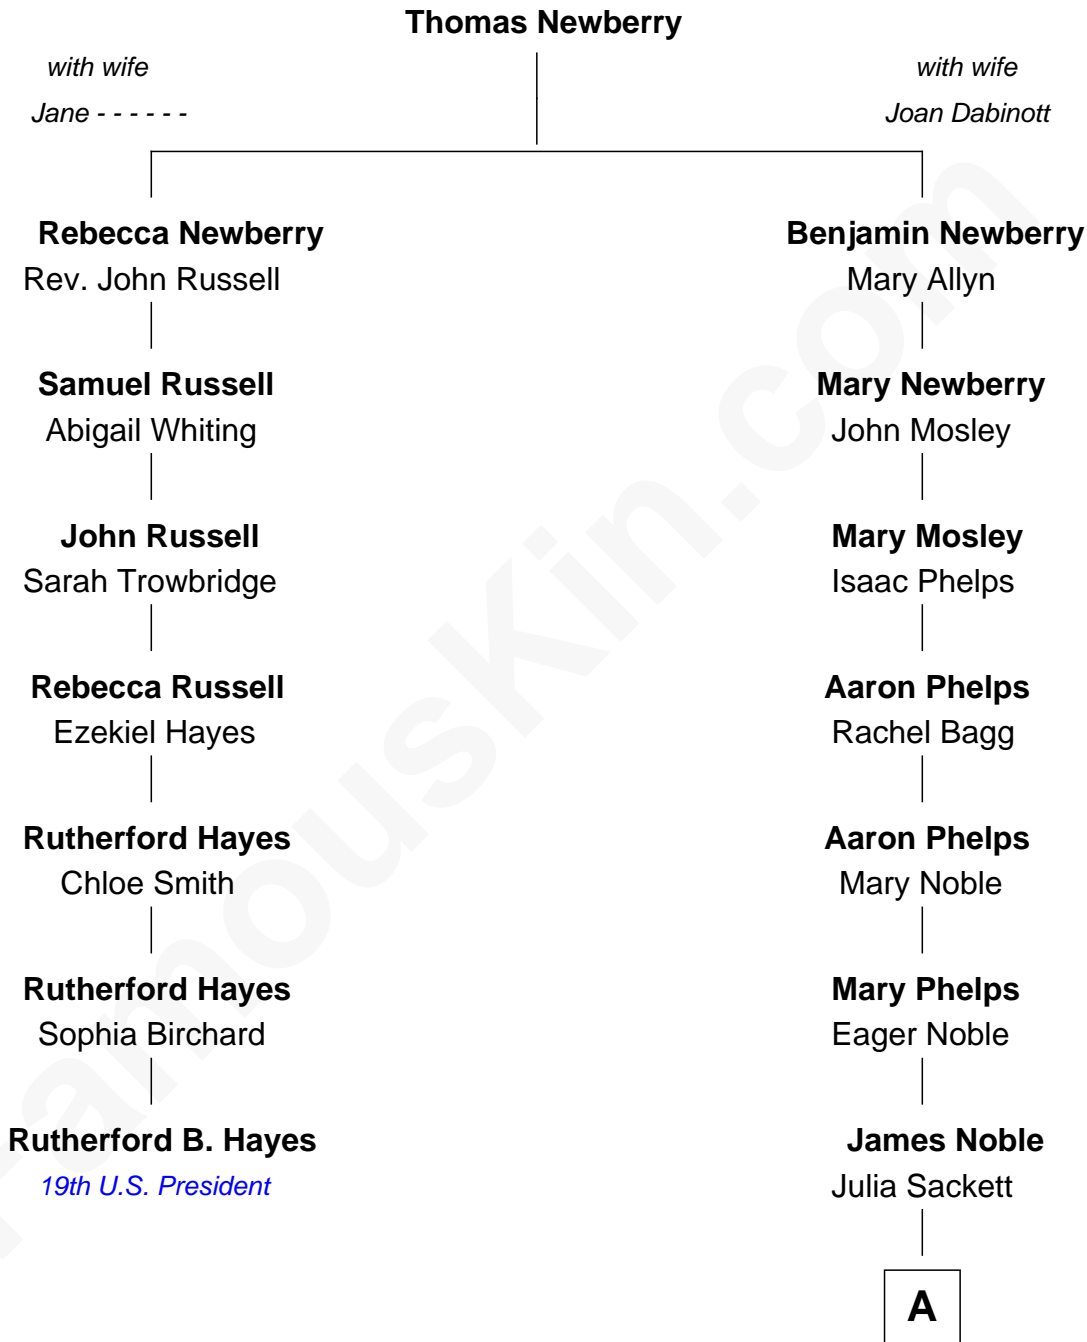 Thomas Newberry
with wife
Jane - - - - - -
with wife
Joan Dabinott
Rebecca Newberry
Rev. John Russell
Benjamin Newberry
Mary Allyn
Samuel Russell
Abigail Whiting
Mary Newberry
John Mosley
John Russell
Sarah Trowbridge
Mary Mosley
Isaac Phelps
Rebecca Russell
Ezekiel Hayes
Aaron Phelps
Rachel Bagg
Rutherford Hayes
Chloe Smith
Aaron Phelps
Mary Noble
Rutherford Hayes
Sophia Birchard
Mary Phelps
Eager Noble
Rutherford B. Hayes
19th U.S. President
James Noble
Julia Sackett
A
FamousKin.com